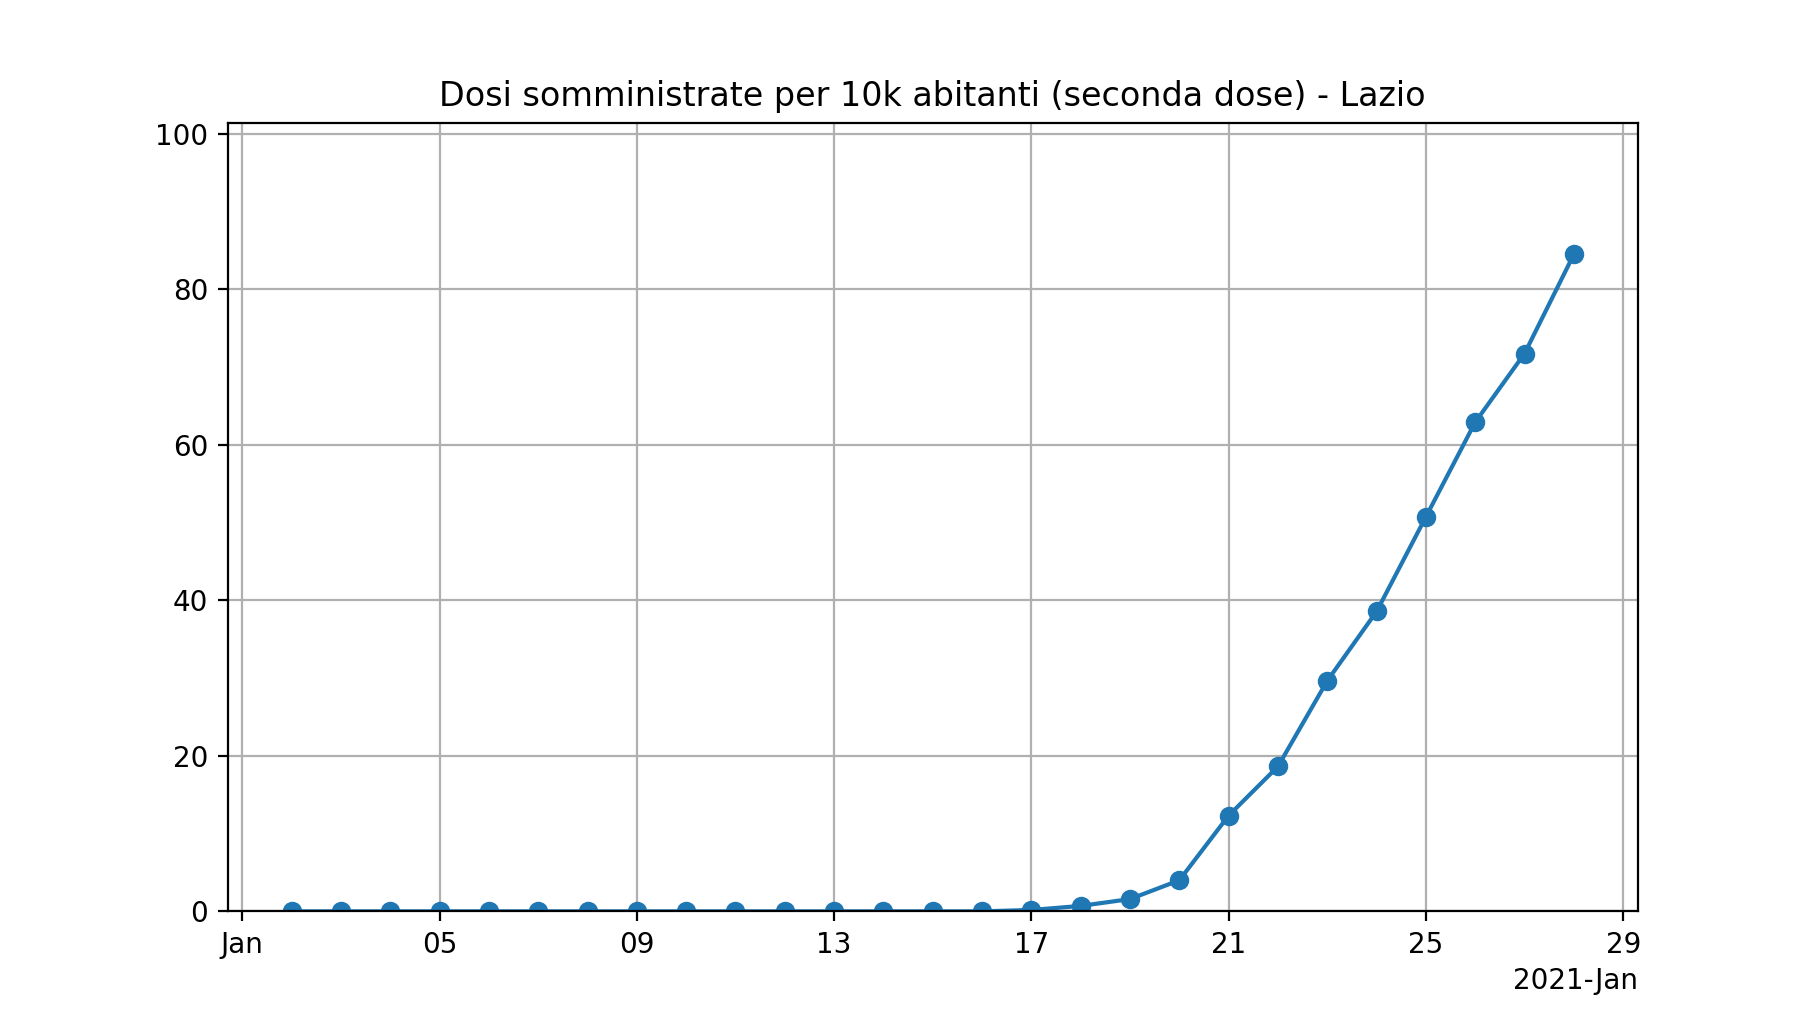 Dosi somministrate per 10k abitanti (seconda dose) - Lazio
100
80
60
40
20
0
Jan 05 09 13 17 21 25 29
2021-Jan